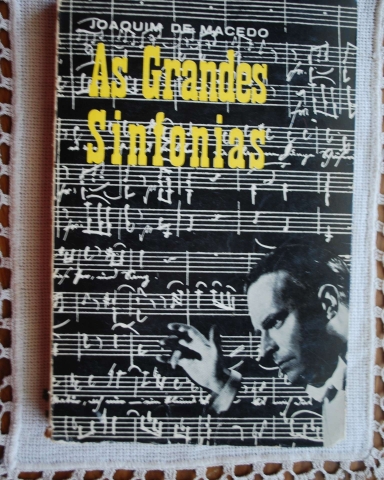 JOAQUIM DE MACEDO
As Grandes
Sinfonias